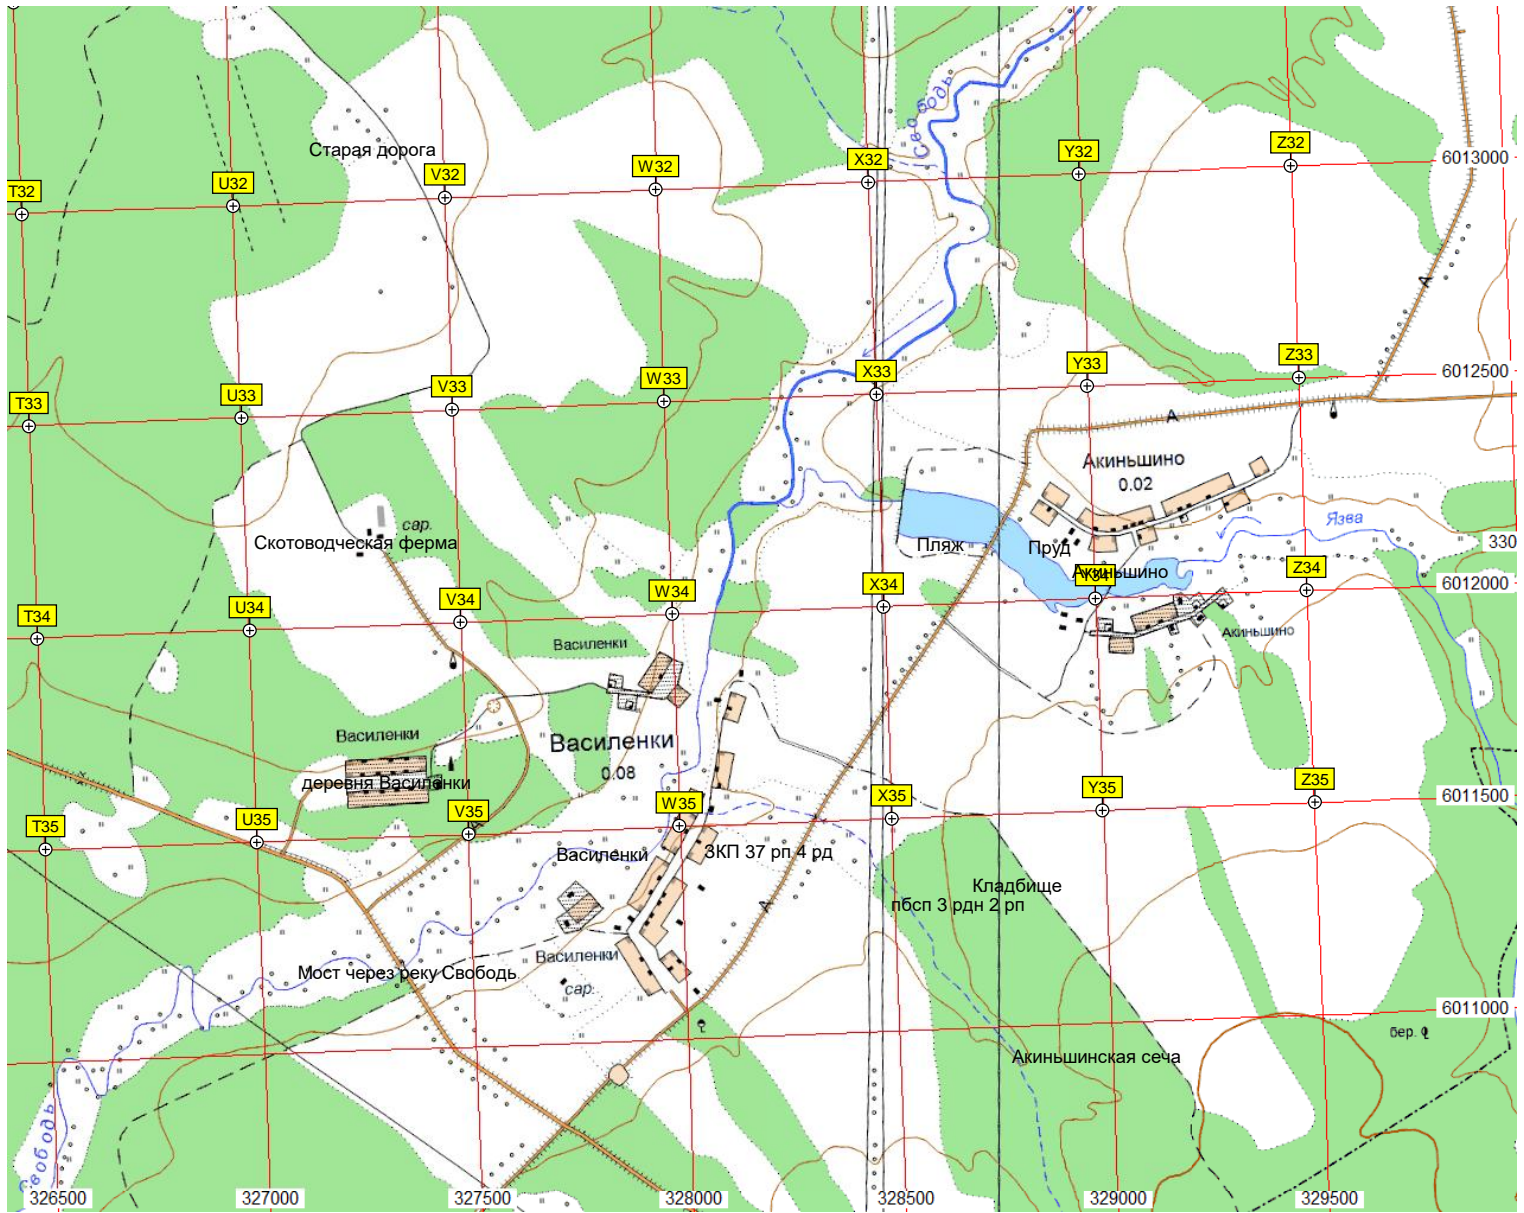 Свободь
Старая дорога
Z32
Y32
X32
W32
V32
U32
T32
6013000
А
Z33
Y33
X33
W33
V33
U33
T33
6012500
А
Акиньшино
0.02
Язва
сар.
Скотоводческая ферма
Пляж
Пруд
330
Акиньшино
Y34
Z34
X34
W34
V34
U34
T34
6012000
Василенки
Акиньшино
Василенки
Василенки
0.08
деревня Василенки
Z35
Y35
X35
W35
V35
U35
T35
6011500
Василенки
ЗКП 37 рп 4 рд
Кладбище
пбсп 3 рдн 2 рп
А
Василенки
Мост через реку Свободь
сар.
6011000
бер.
Акиньшинская сеча
Свободь
326500
327000
327500
328000
328500
329000
329500